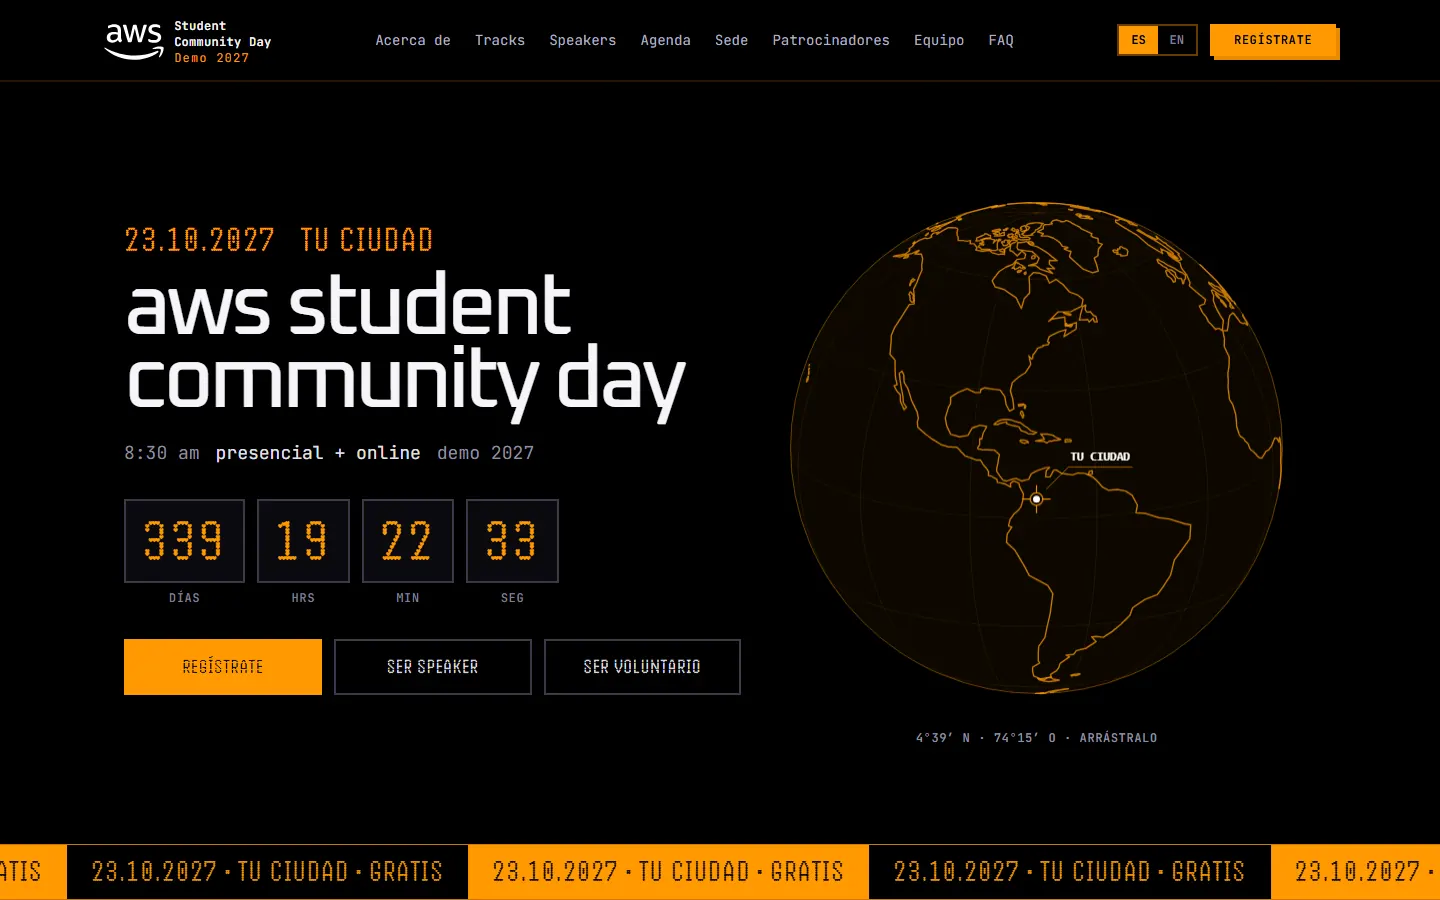 aws
Student
Community Day
Demo 2027
Acerca de Tracks Speakers Agenda Sede Patrocinadores Equipo FAQ
ES EN
REGÍSTRATE
23.10.2027 TU CIUDAD
aws student
community day
8:30 am presencial + online demo 2027
339 19 22 33
DÍAS HRS MIN SEG
REGÍSTRATE SER SPEAKER SER VOLUNTARIO
TU CIUDAD
4°39′ N · 74°15′ O · ARRÁSTRALO
ATIS 23.10.2027 · TU CIUDAD · GRATIS 23.10.2027 · TU CIUDAD · GRATIS 23.10.2027 · TU CIUDAD · GRATIS 23.10.2027 ·